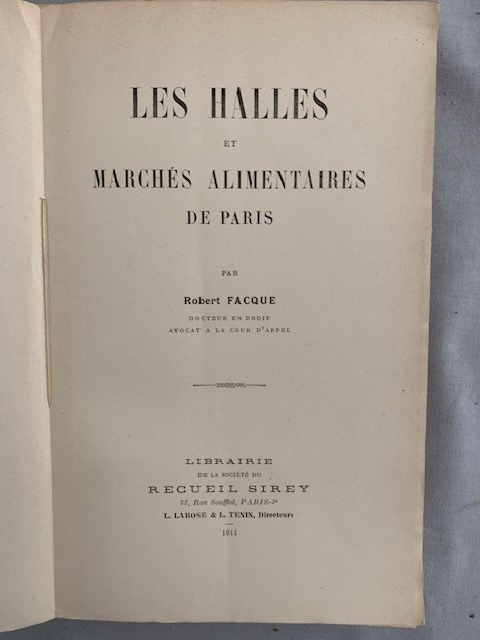 LES HALLES
ET
MARCHÉS ALIMENTAIRES
DE PARIS
PAR
Robert FACQUE
DOCTEUR EN DROIT
AVOCAT A LA COUR D'APPEL
LIBRAIRIE
DE LA SOCIÉTÉ DU
RECUEIL SIREY
22, Rue Soufflot, PARIS-5e
L. LAROSE & L. TENIN, Directeurs
1911